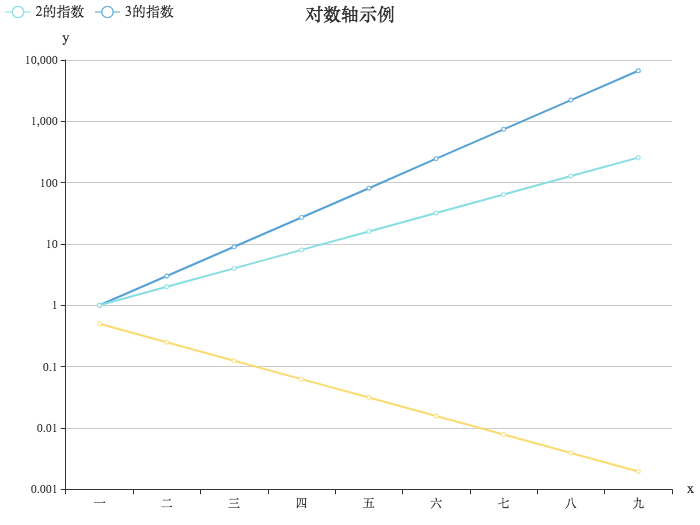 2的指数 3的指数 对数轴示例
y
10,000
1,000
100
10
1
0.1
0.01
0.001
一 二 三 四 五 六 七 八 九 x